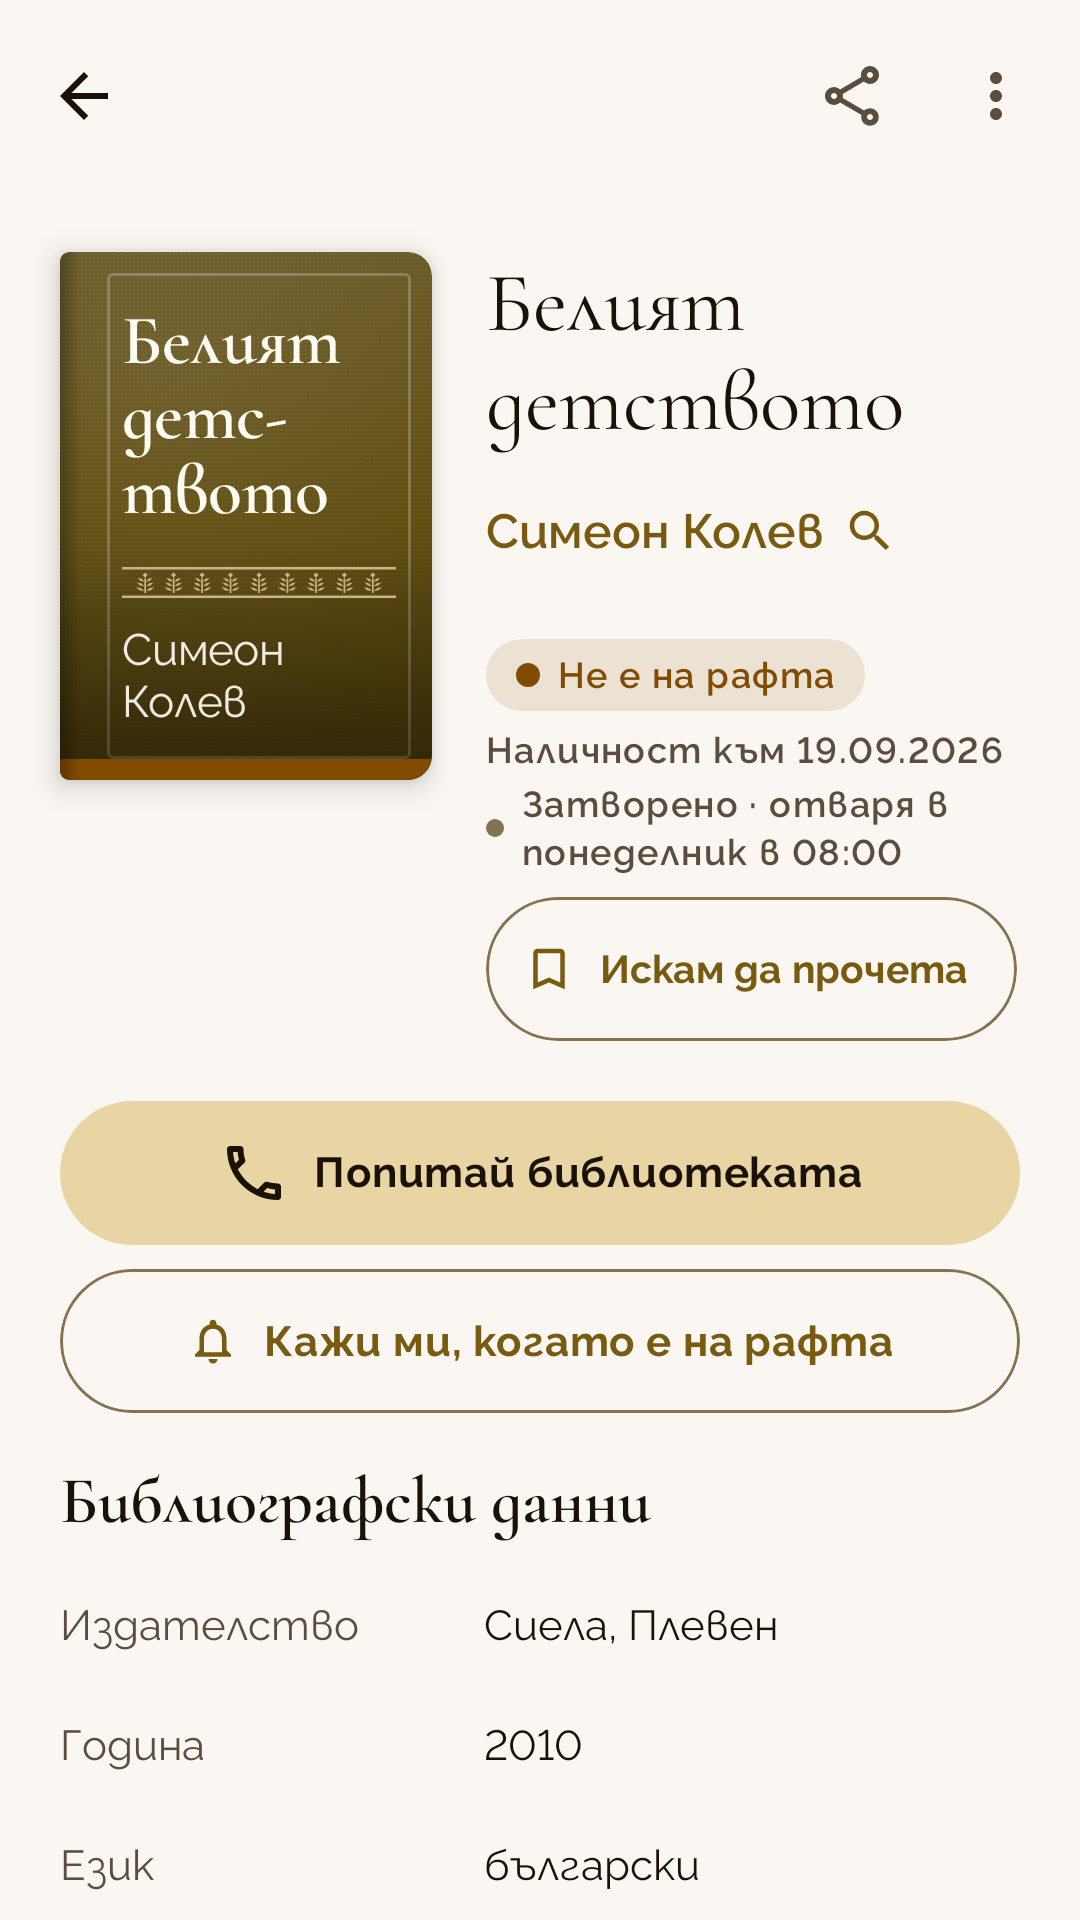 Белият
детс-
твото
Симеон
Колев
Белият
детството
Симеон Колев
Не е на рафта
Наличност към 19.09.2026
Затворено · отваря в
понеделник в 08:00
Искам да прочета
Попитай библиотеката
Кажи ми, когато е на рафта
Библиографски данни
Издателство
Сиела, Плевен
Година
2010
Език
български